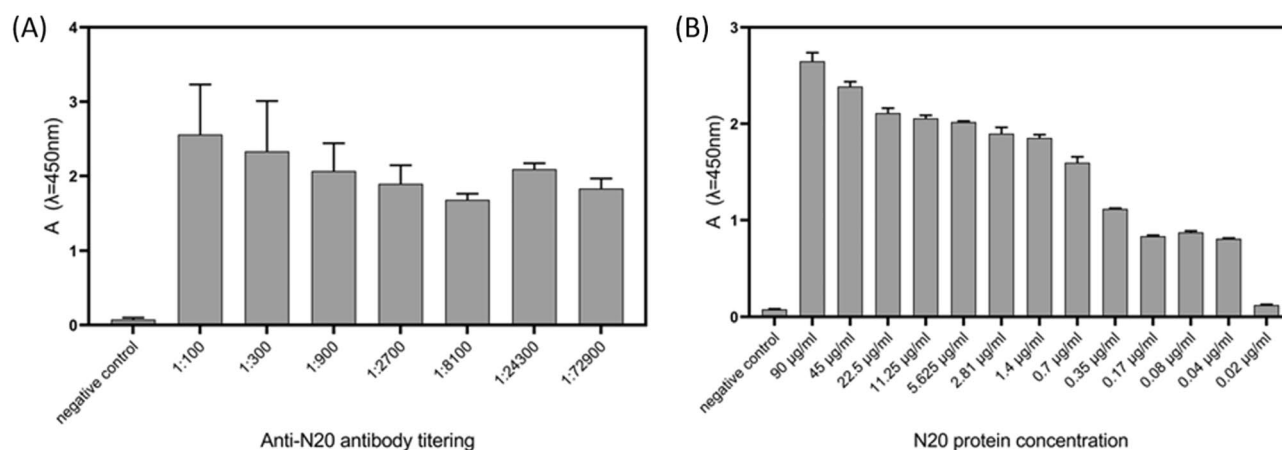 (A)
A (λ=450nm)
4
3
2
1
0
negative control
1:100
1:300
1:900
1:2700
1:8100
1:24300
1:72900
Anti-N20 antibody titering
(B)
A (λ=450nm)
3
2
1
0
negative control
90 µg/ml
45 µg/ml
22.5 µg/ml
11.25 µg/ml
5.625 µg/ml
2.81 µg/ml
1.4 µg/ml
0.7 µg/ml
0.35 µg/ml
0.17 µg/ml
0.08 µg/ml
0.04 µg/ml
0.02 µg/ml
N20 protein concentration